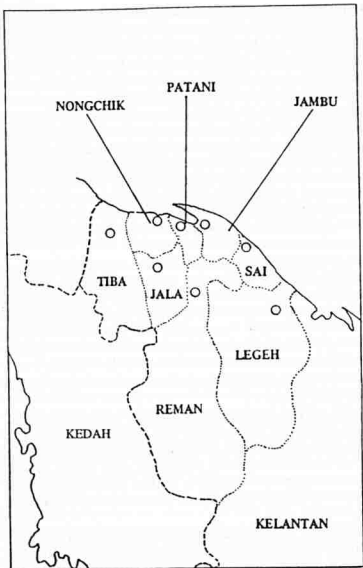 PATANI
NONGCHIK
JAMBU
SAI
TIBA
JALA
LEGEH
REMAN
KEDAH
KELANTAN